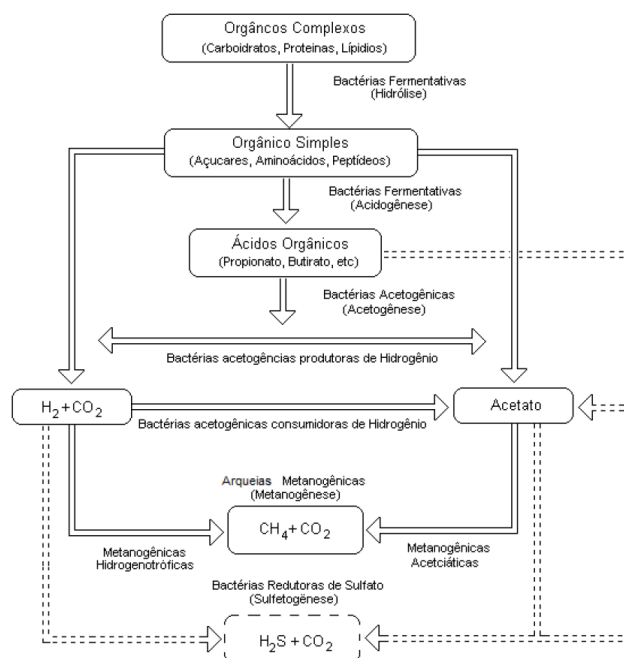 Orgâncos Complexos
(Carboidratos, Proteinas, Lípidios)
Bactérias Fermentativas
(Hidrólise)
Orgânico Simples
(Açucares, Aminoácidos, Peptídeos)
Bactérias Fermentativas
(Acidogênese)
Ácidos Orgânicos
(Propionato, Butirato, etc)
Bactérias Acetogênicas
(Acetogênese)
Bactérias acetogências produtoras de Hidrogênio
H2+CO2
Acetato
Bactérias acetogênicas consumidoras de Hidrogênio
Arqueias Metanogênicas
(Metanogênese)
CH4+CO2
Metanogênicas
Hidrogenotróficas
Metanogênicas
Acetciáticas
Bactérias Redutoras de Sulfato
(Sulfetogënese)
H2S+CO2